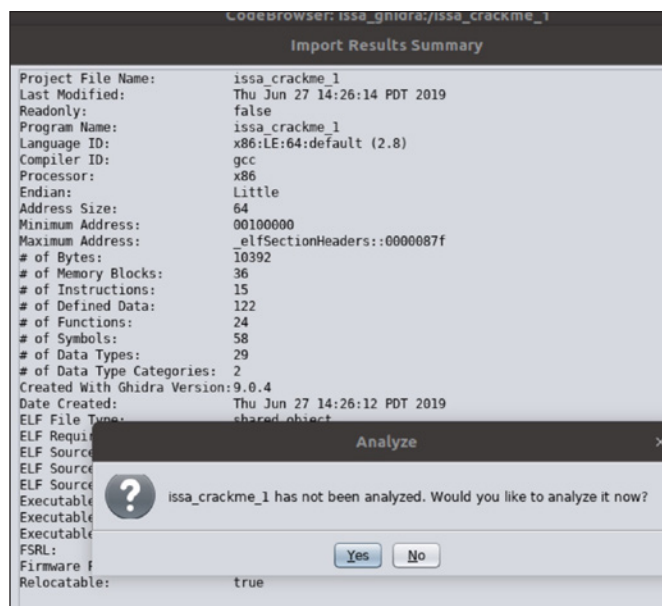 CodeBrowser: issa_ghidra:/issa_crackme_1
Import Results Summary
Project File Name: issa_crackme_1
Last Modified: Thu Jun 27 14:26:14 PDT 2019
Readonly: false
Program Name: issa_crackme_1
Language ID: x86:LE:64:default (2.8)
Compiler ID: gcc
Processor: x86
Endian: Little
Address Size: 64
Minimum Address: 00100000
Maximum Address: _elfSectionHeaders::0000087f
# of Bytes: 10392
# of Memory Blocks: 36
# of Instructions: 15
# of Defined Data: 122
# of Functions: 24
# of Symbols: 58
# of Data Types: 29
# of Data Type Categories: 2
Created With Ghidra Version: 9.0.4
Date Created: Thu Jun 27 14:26:12 PDT 2019
ELF File Type: shared object
ELF Requi
ELF Source
ELF Source
ELF Source
Executable
Executable
Executable
FSRL:
Firmware
Relocatable: true
Analyze
×
?
issa_crackme_1 has not been analyzed. Would you like to analyze it now?
Yes No